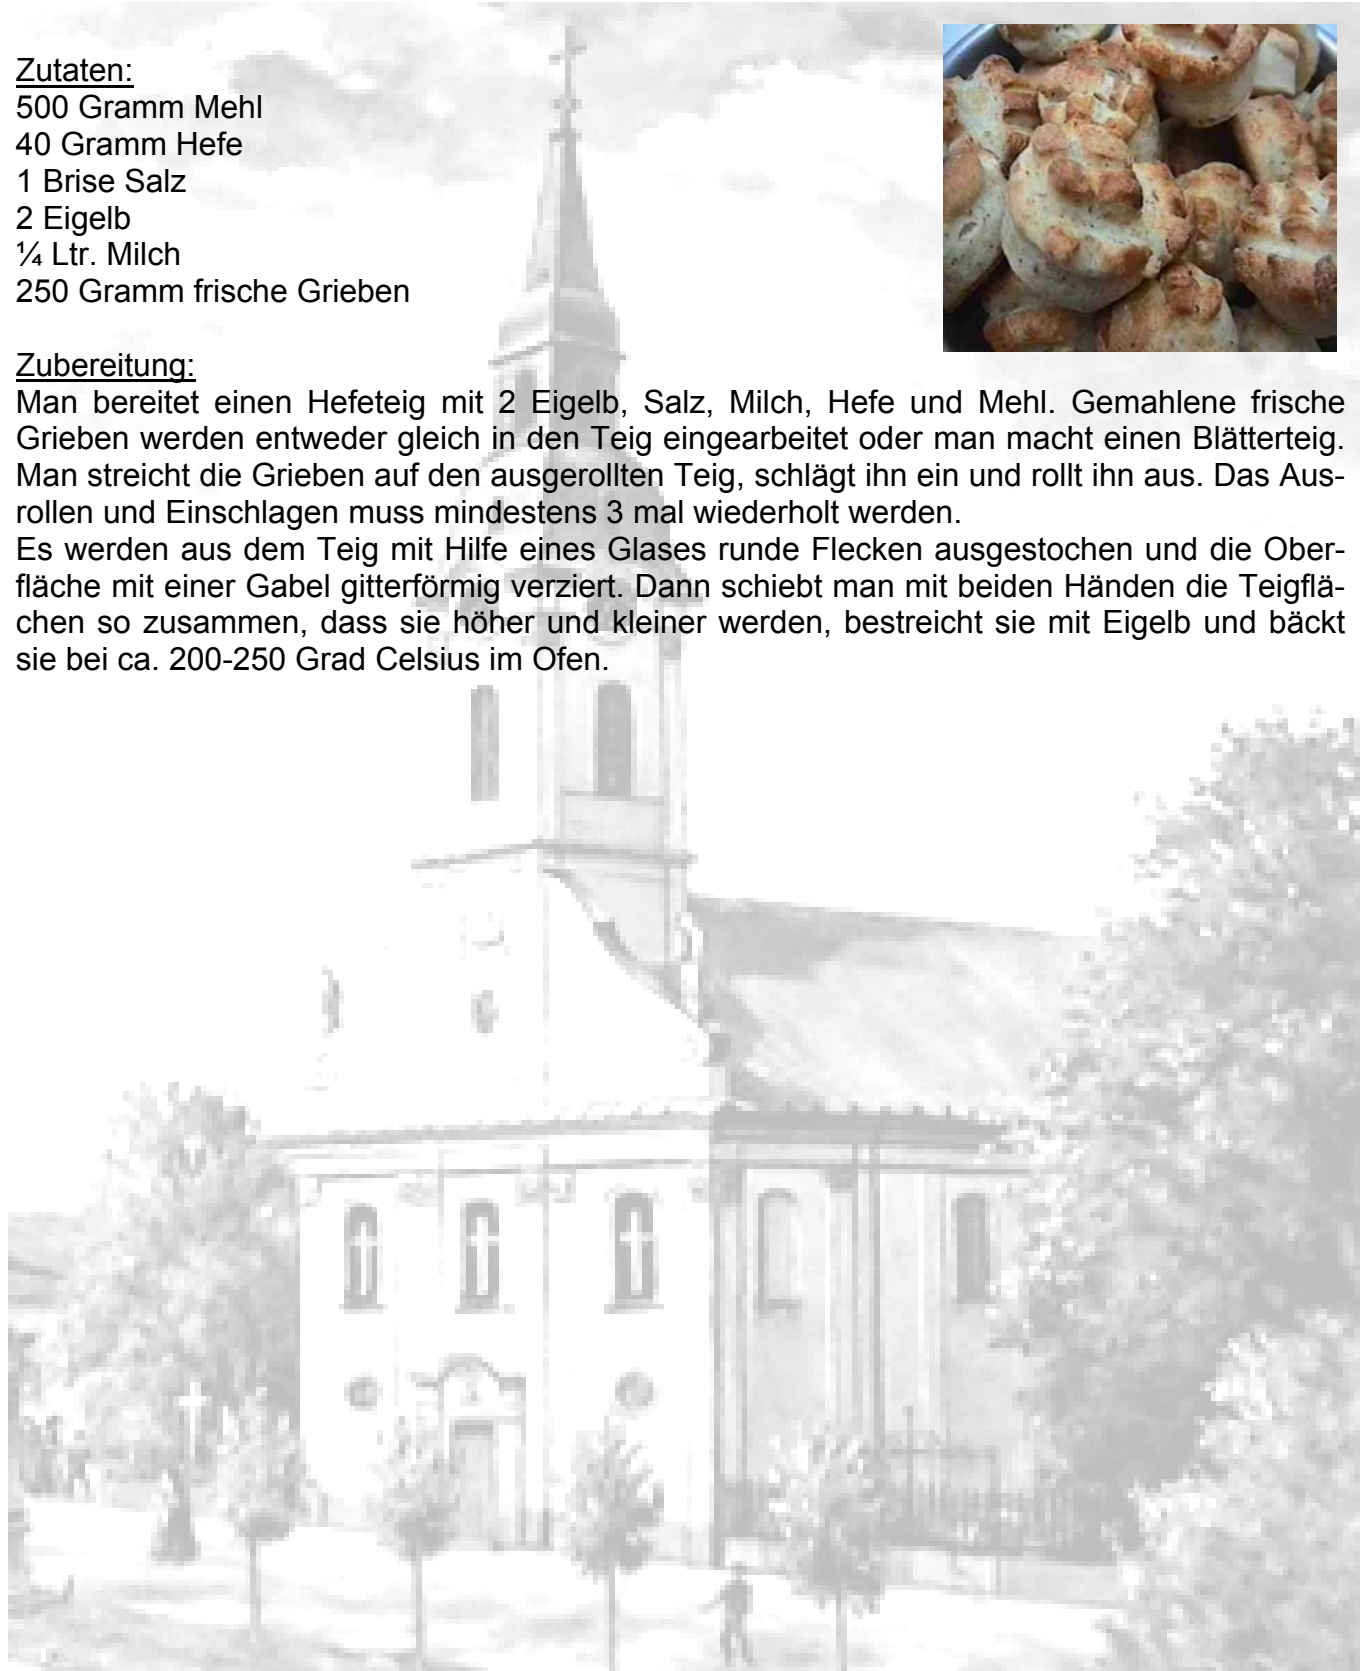 Zutaten:
500 Gramm Mehl
40 Gramm Hefe
1 Brise Salz
2 Eigelb
¼ Ltr. Milch
250 Gramm frische Grieben
Zubereitung:
Man bereitet einen Hefeteig mit 2 Eigelb, Salz, Milch, Hefe und Mehl. Gemahlene frische
Grieben werden entweder gleich in den Teig eingearbeitet oder man macht einen Blätterteig.
Man streicht die Grieben auf den ausgerollten Teig, schlägt ihn ein und rollt ihn aus. Das Aus-
rollen und Einschlagen muss mindestens 3 mal wiederholt werden.
Es werden aus dem Teig mit Hilfe eines Glases runde Flecken ausgestochen und die Ober-
fläche mit einer Gabel gitterförmig verziert. Dann schiebt man mit beiden Händen die Teigflä-
chen so zusammen, dass sie höher und kleiner werden, bestreicht sie mit Eigelb und bäckt
sie bei ca. 200-250 Grad Celsius im Ofen.